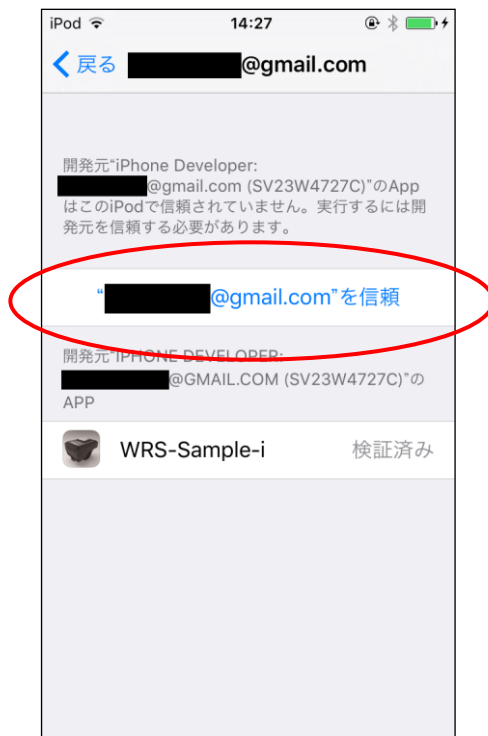 iPod 14:27
戻る @gmail.com
開発元“iPhone Developer:
@gmail.com (SV23W4727C)”のApp
はこのiPodで信頼されていません。実行するには開
発元を信頼する必要があります。
“ @gmail.com”を信頼
開発元“IPHONE DEVELOPER:
@GMAIL.COM (SV23W4727C)”の
APP
WRS-Sample-i 検証済み